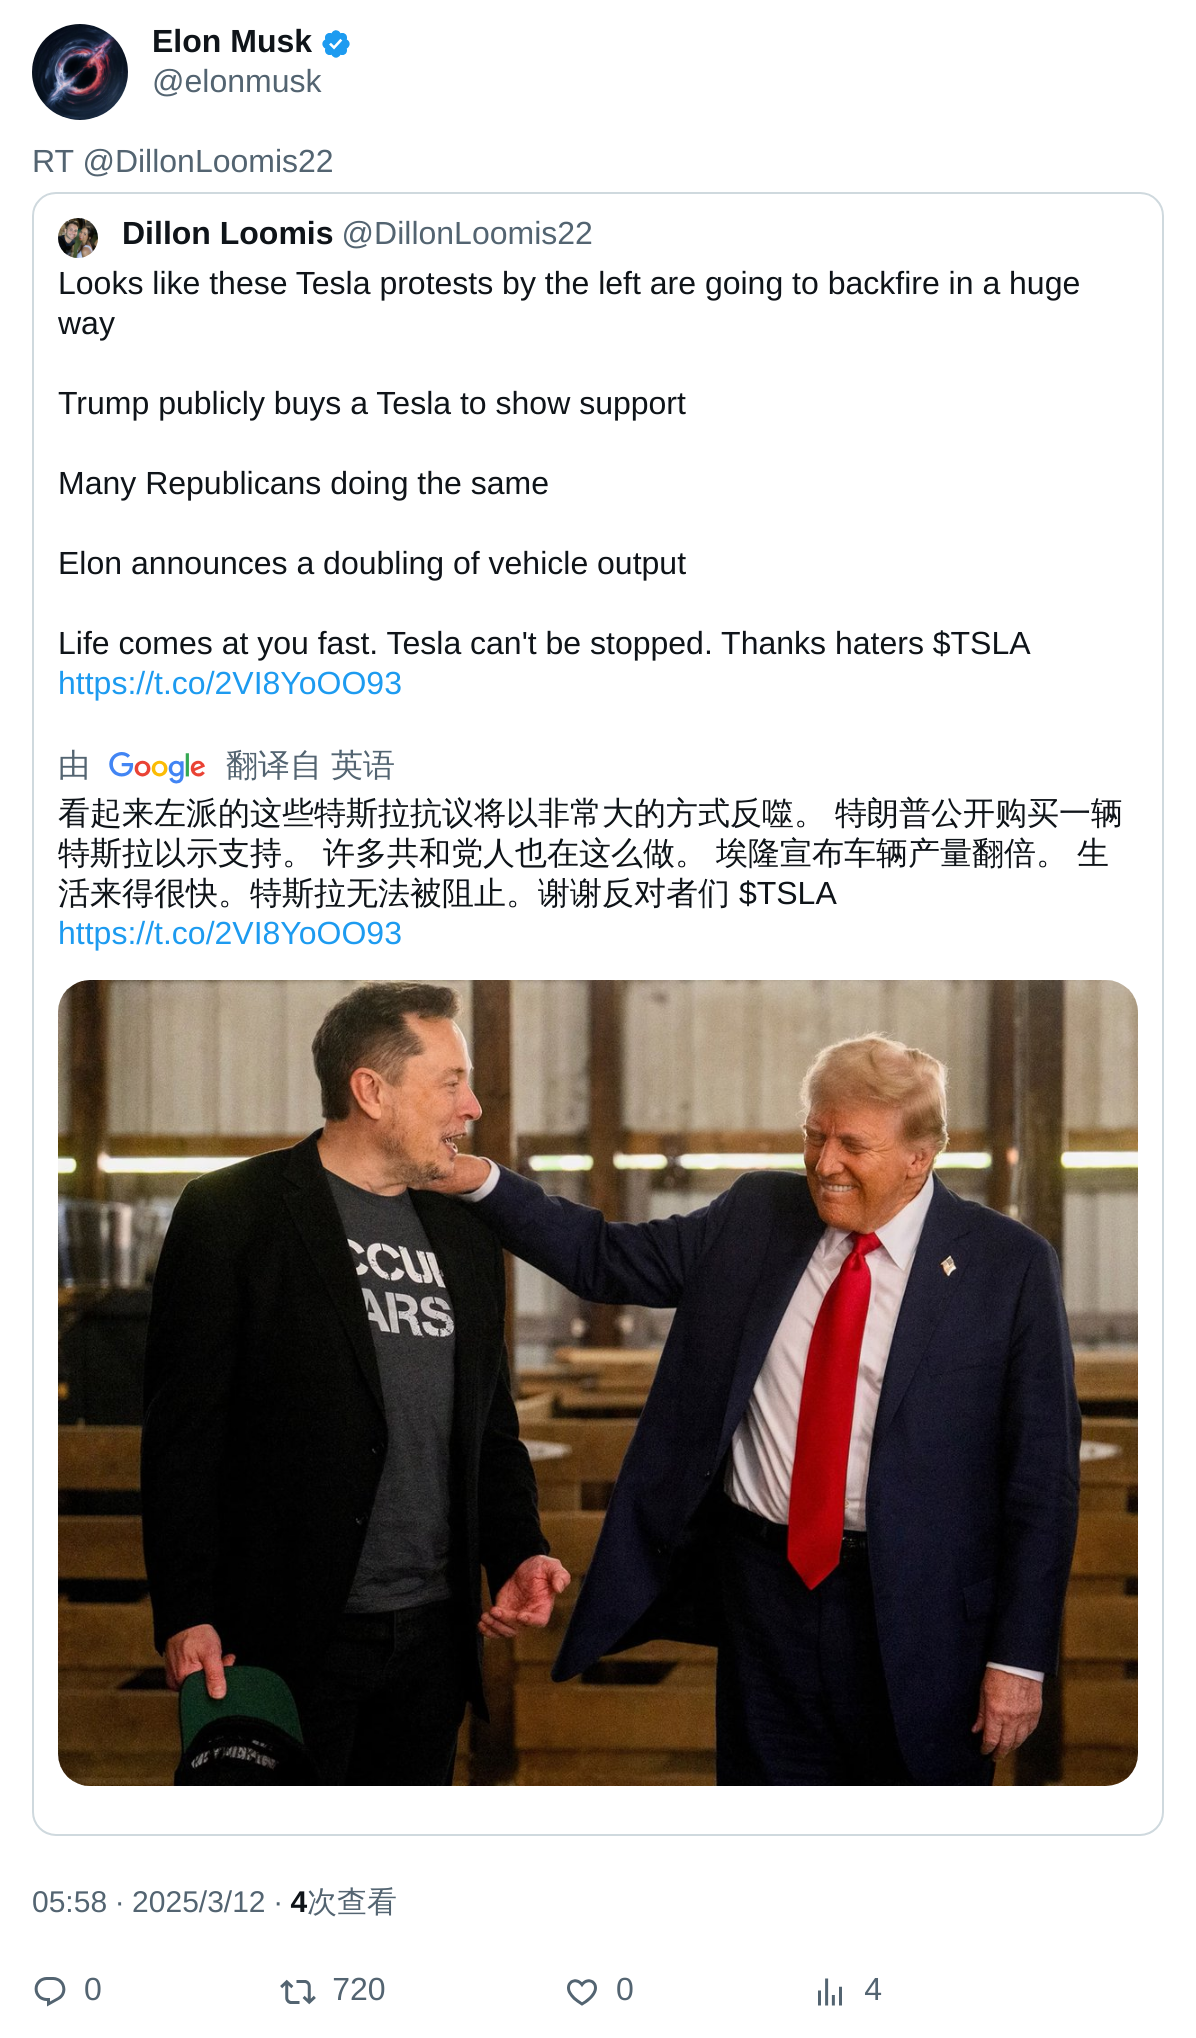 Elon Musk
@elonmusk
RT @DillonLoomis22
Dillon Loomis @DillonLoomis22
Looks like these Tesla protests by the left are going to backfire in a huge
way
Trump publicly buys a Tesla to show support
Many Republicans doing the same
Elon announces a doubling of vehicle output
Life comes at you fast. Tesla can't be stopped. Thanks haters $TSLA
https://t.co/2VI8YoOO93
由 Google 翻译自 英语
看起来左派的这些特斯拉抗议将以非常大的方式反噬。 特朗普公开购买一辆
特斯拉以示支持。 许多共和党人也在这么做。 埃隆宣布车辆产量翻倍。 生
活来得很快。特斯拉无法被阻止。谢谢反对者们 $TSLA
https://t.co/2VI8YoOO93
CCUP
ARS
05:58 · 2025/3/12 · 4次查看
0 720 0 4